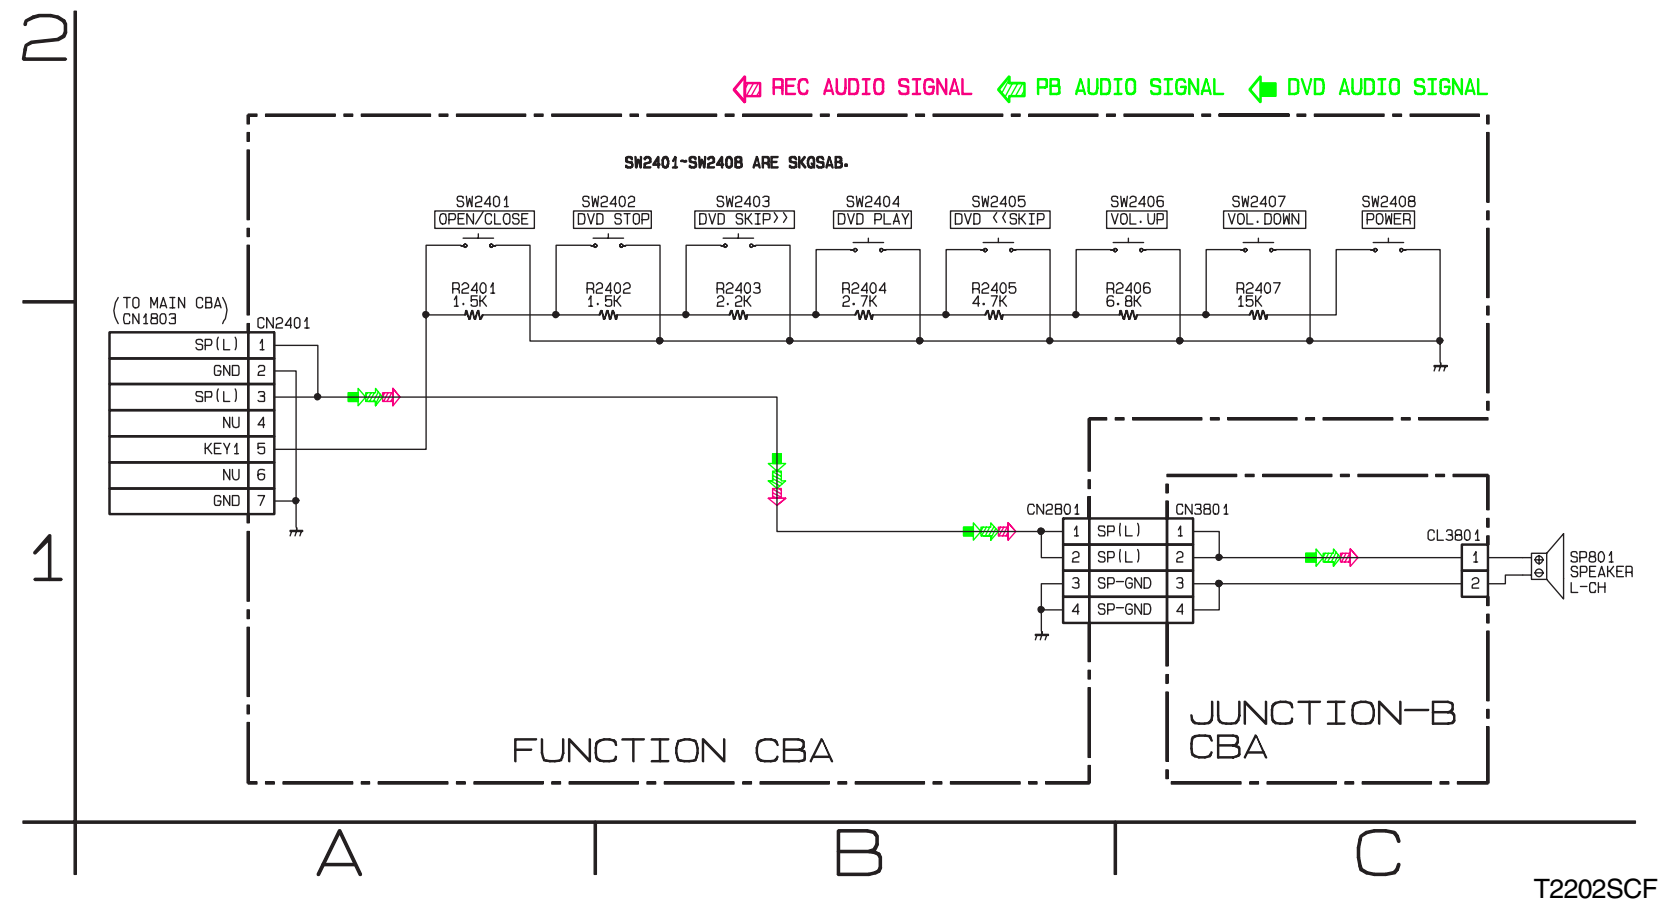 2
REC AUDIO SIGNAL PB AUDIO SIGNAL DVD AUDIO SIGNAL
SW2401~SW2408 ARE SKQSAB.
SW2401 SW2402 SW2403 SW2404 SW2405 SW2406 SW2407 SW2408
OPEN/CLOSE DVD STOP DVD SKIP>> DVD PLAY DVD <<SKIP VOL.UP VOL.DOWN POWER
R2401 R2402 R2403 R2404 R2405 R2406 R2407
1.5K 1.5K 2.2K 2.7K 4.7K 6.8K 15K
(TO MAIN CBA)
(CN1803 )
CN2401
SP(L) 1
GND 2
SP(L) 3
NU 4
KEY1 5
NU 6
GND 7
CN2801 CN3801
1 SP(L) 1
2 SP(L) 2
3 SP-GND 3
4 SP-GND 4
CL3801
1
2
SP801
SPEAKER
L-CH
1
JUNCTION-B
CBA
FUNCTION CBA
A B C
T2202SCF